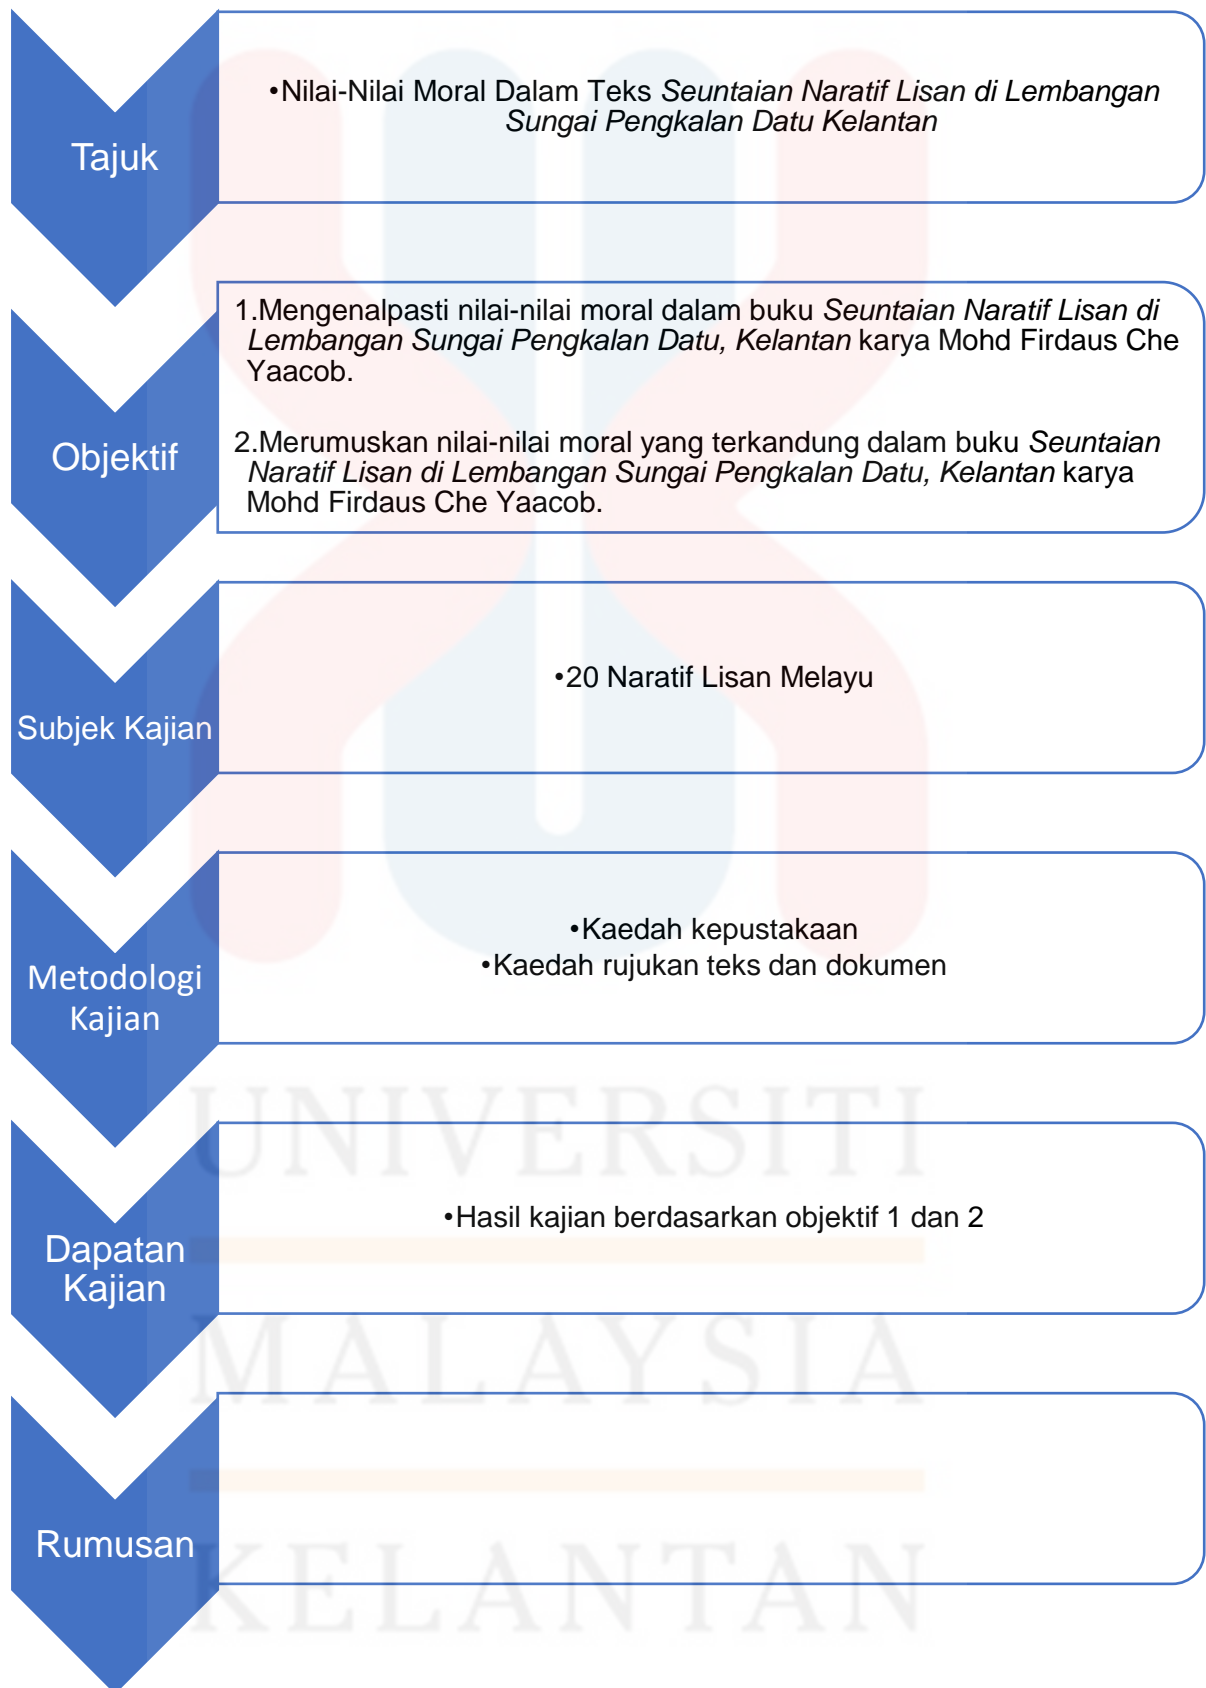 Tajuk
•Nilai-Nilai Moral Dalam Teks Seuntaian Naratif Lisan di Lembangan
Sungai Pengkalan Datu Kelantan
Objektif
1.Mengenalpasti nilai-nilai moral dalam buku Seuntaian Naratif Lisan di
Lembangan Sungai Pengkalan Datu, Kelantan karya Mohd Firdaus Che
Yaacob.
2.Merumuskan nilai-nilai moral yang terkandung dalam buku Seuntaian
Naratif Lisan di Lembangan Sungai Pengkalan Datu, Kelantan karya
Mohd Firdaus Che Yaacob.
Subjek Kajian
•20 Naratif Lisan Melayu
Metodologi
Kajian
•Kaedah kepustakaan
•Kaedah rujukan teks dan dokumen
UNIVERSITI
Dapatan
Kajian
•Hasil kajian berdasarkan objektif 1 dan 2
MALAYSIA
Rumusan
KELANTAN